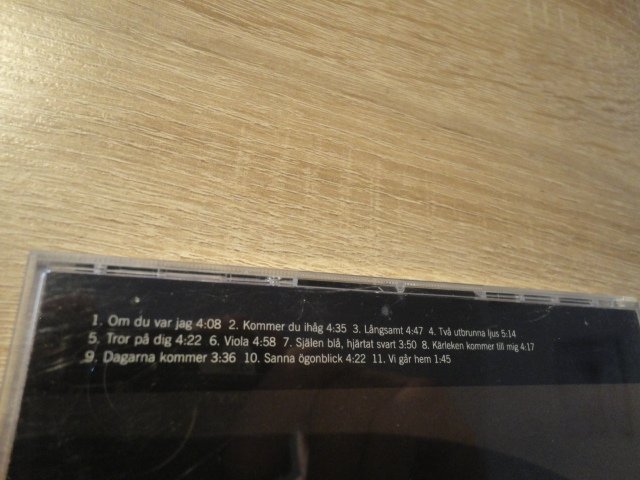 1. Om du var jag 4:08 2. Kommer du ihåg 4:35 3. Långsamt 4:47 4. Två utbrunna ljus 5:14
5. Tror på dig 4:22 6. Viola 4:58 7. Själen blå, hjärtat svart 3:50 8. Kärleken kommer till mig 4:17
9. Dagarna kommer 3:36 10. Sanna ögonblick 4:22 11. Vi går hem 1:45